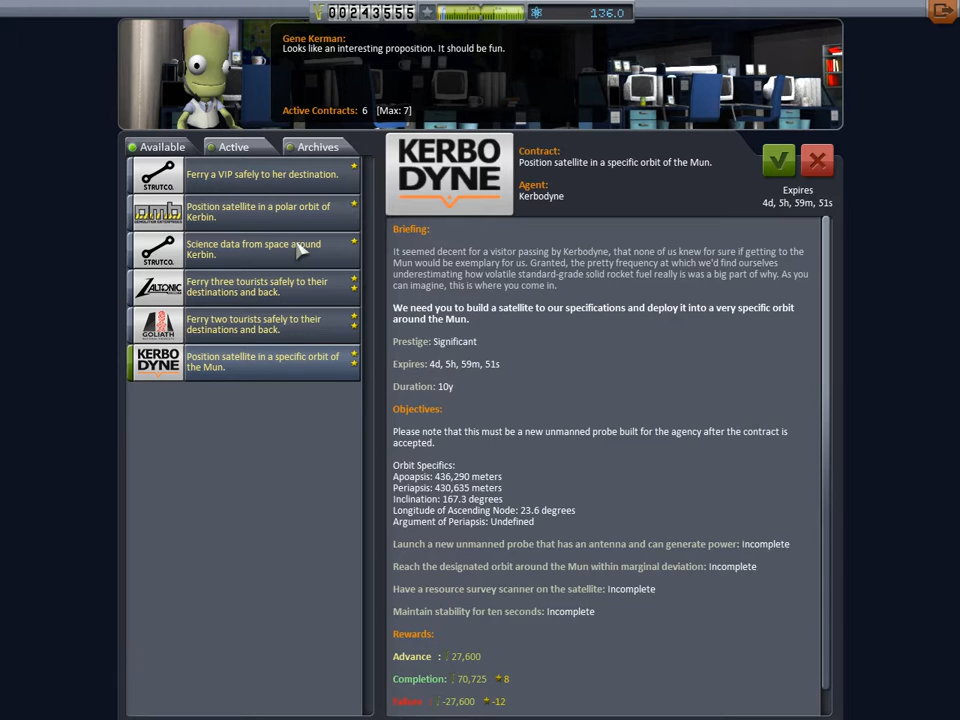 00243555
136.0
Gene Kerman:
Looks like an interesting proposition. It should be fun.
Active Contracts: 6 [Max: 7]
Available
Active
Archives
STRUTCO.
Ferry a VIP safely to her destination.
Position satellite in a polar orbit of
Kerbin.
STRUTCO.
Science data from space around
Kerbin.
Ferry three tourists safely to their
destinations and back.
GOLIATH
Ferry two tourists safely to their
destinations and back.
KERBO
DYNE
Position satellite in a specific orbit of
the Mun.
KERBO
DYNE
Contract:
Position satellite in a specific orbit of the Mun.
Agent:
Kerbodyne
Expires
4d, 5h, 59m, 51s
Briefing:
It seemed decent for a visitor passing by Kerbodyne, that none of us knew for sure if getting to the
Mun would be exemplary for us. Granted, the pretty frequency at which we'd find ourselves
underestimating how volatile standard-grade solid rocket fuel really is was a big part of why. As you
can imagine, this is where you come in.
We need you to build a satellite to our specifications and deploy it into a very specific orbit
around the Mun.
Prestige: Significant
Expires: 4d, 5h, 59m, 51s
Duration: 10y
Objectives:
Please note that this must be a new unmanned probe built for the agency after the contract is
accepted.
Orbit Specifics:
Apoapsis: 436,290 meters
Periapsis: 430,635 meters
Inclination: 167.3 degrees
Longitude of Ascending Node: 23.6 degrees
Argument of Periapsis: Undefined
Launch a new unmanned probe that has an antenna and can generate power: Incomplete
Reach the designated orbit around the Mun within marginal deviation: Incomplete
Have a resource survey scanner on the satellite: Incomplete
Maintain stability for ten seconds: Incomplete
Rewards:
Advance : 27,600
Completion: 70,725 8
Failure: -27,600 -12